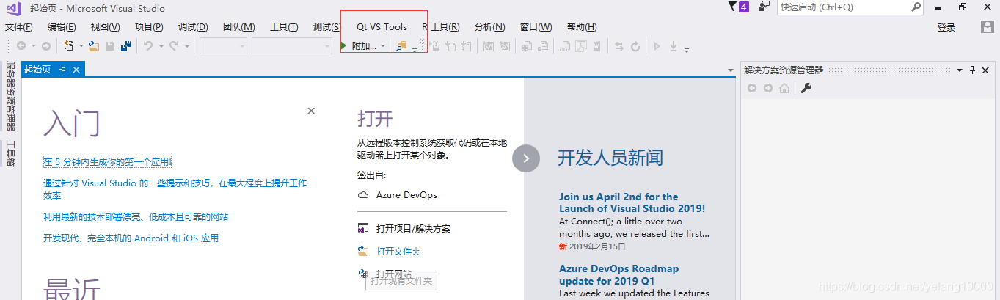 起始页 - Microsoft Visual Studio
4
快速启动 (Ctrl+Q)
文件(F) 编辑(E) 视图(V) 项目(P) 调试(D) 团队(M) 工具(T) 测试(S) Qt VS Tools R 工具(R) 分析(N) 窗口(W) 帮助(H) 登录
附加...
服务器资源管理器
工具箱
起始页
入门
在 5 分钟内生成你的第一个应用!
通过针对 Visual Studio 的一些提示和技巧，在最大程度上提升工作
效率
利用最新的技术部署漂亮、低成本且可靠的网站
开发现代、完全本机的 Android 和 iOS 应用
最近
打开
从远程版本控制系统获取代码或在本地
驱动器上打开某个对象。
签出自:
Azure DevOps
打开项目/解决方案
打开文件夹
打开网站
打开现有文件夹
开发人员新闻
Join us April 2nd for the
Launch of Visual Studio 2019!
At Connect(); a little over two
months ago, we released the first...
新 2019年2月15日
Azure DevOps Roadmap
update for 2019 Q1
Last week we updated the Features
解决方案资源管理器
https://blog.csdn.net/yelang10000